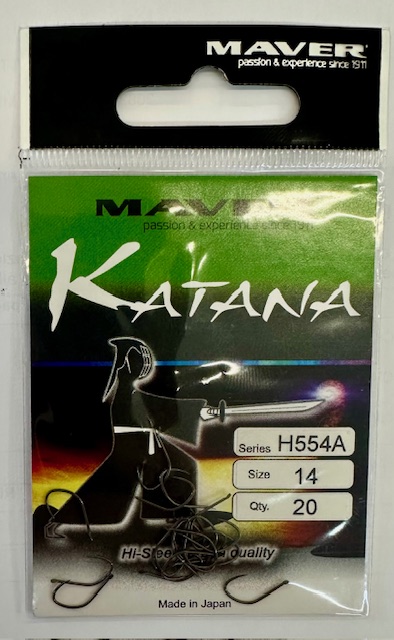 MAVER
passion & experience since 1911
MAVER
passion & experience since 1911
KATANA
Series H554A
Size 14
Qty. 20
quality
Made in Japan